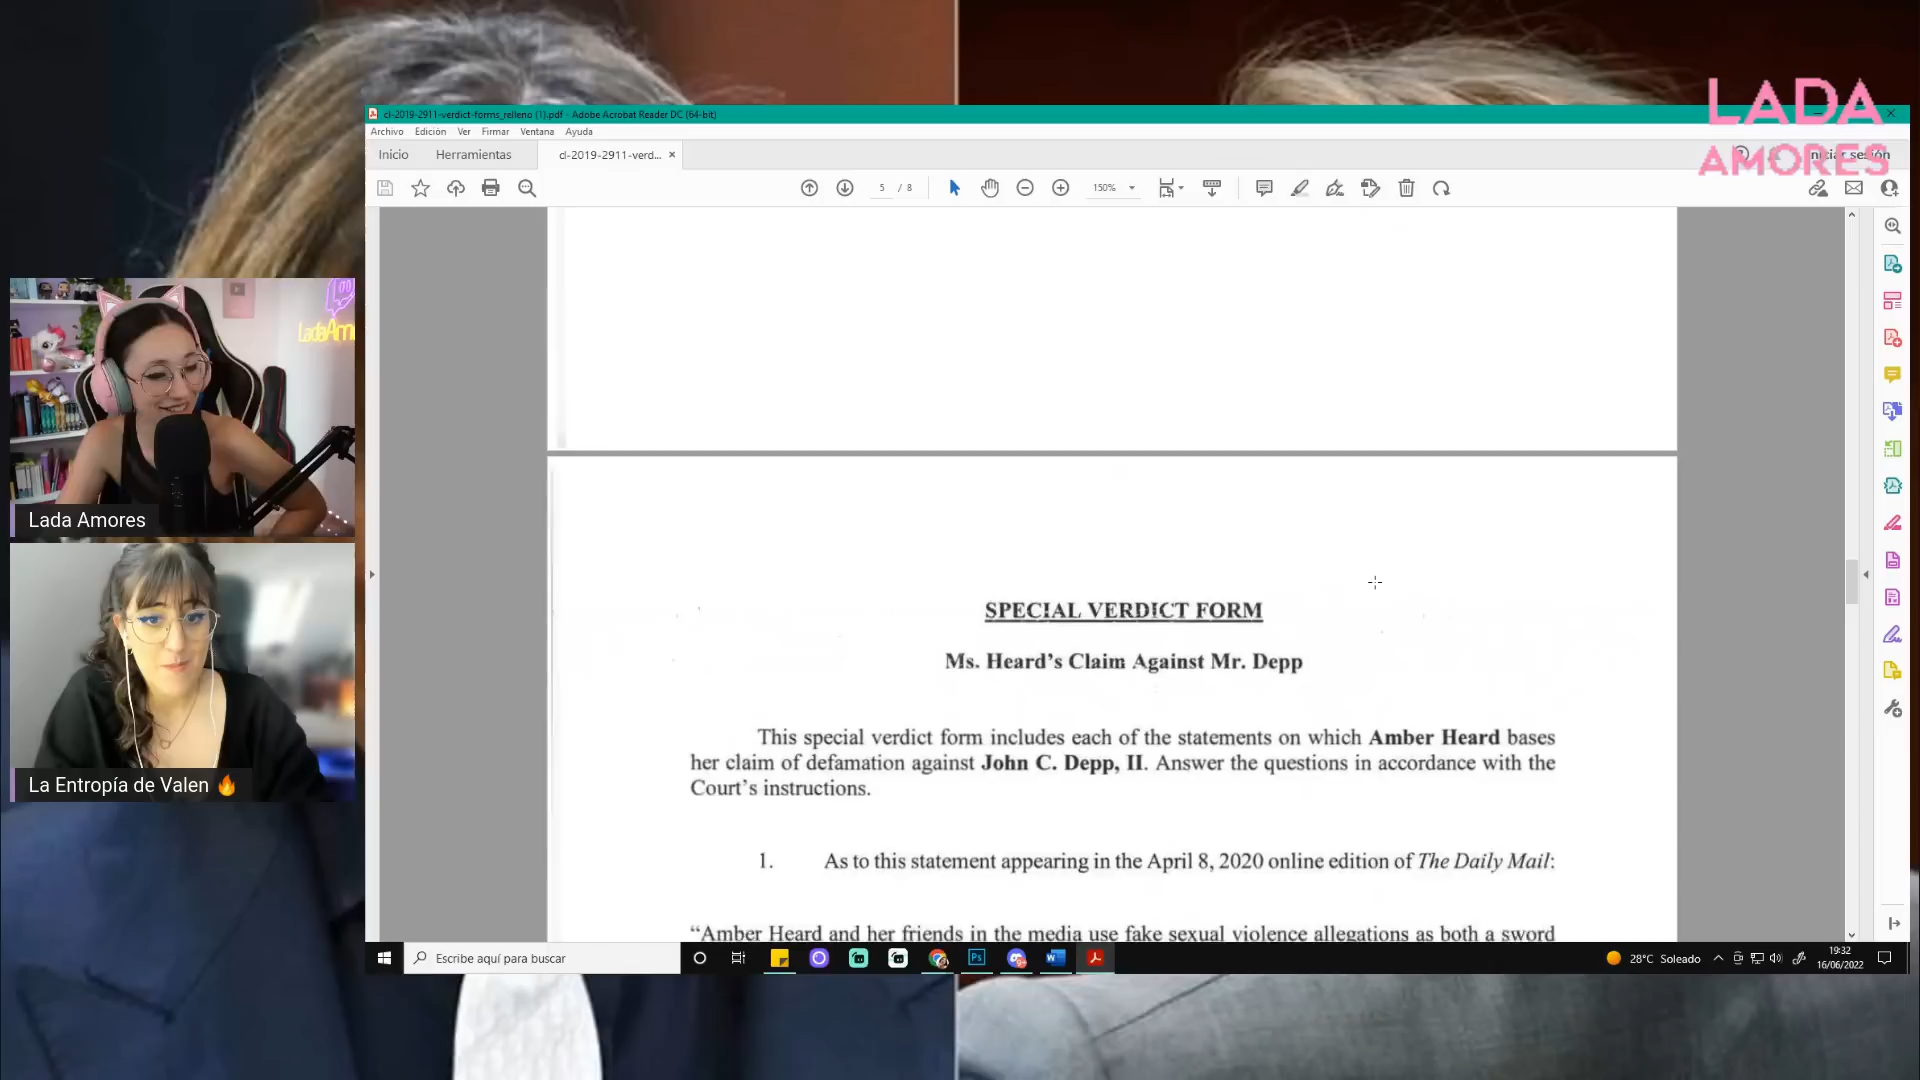 LADA
AMORES
cl-2019-2911-verdict-forms_relleno (1).pdf - Adobe Acrobat Reader DC (64-bit)
Archivo Edición Ver Firmar Ventana Ayuda
Inicio Herramientas cl-2019-2911-verd... ×
5 / 8 150%
Lada Amores
La Entropía de Valen 🔥
SPECIAL VERDICT FORM
Ms. Heard's Claim Against Mr. Depp
This special verdict form includes each of the statements on which Amber Heard bases
her claim of defamation against John C. Depp, II. Answer the questions in accordance with the
Court's instructions.
1. As to this statement appearing in the April 8, 2020 online edition of The Daily Mail:
"Amber Heard and her friends in the media use fake sexual violence allegations as both a sword
Escribe aquí para buscar
Ps
28°C Soleado
19:32
16/06/2022